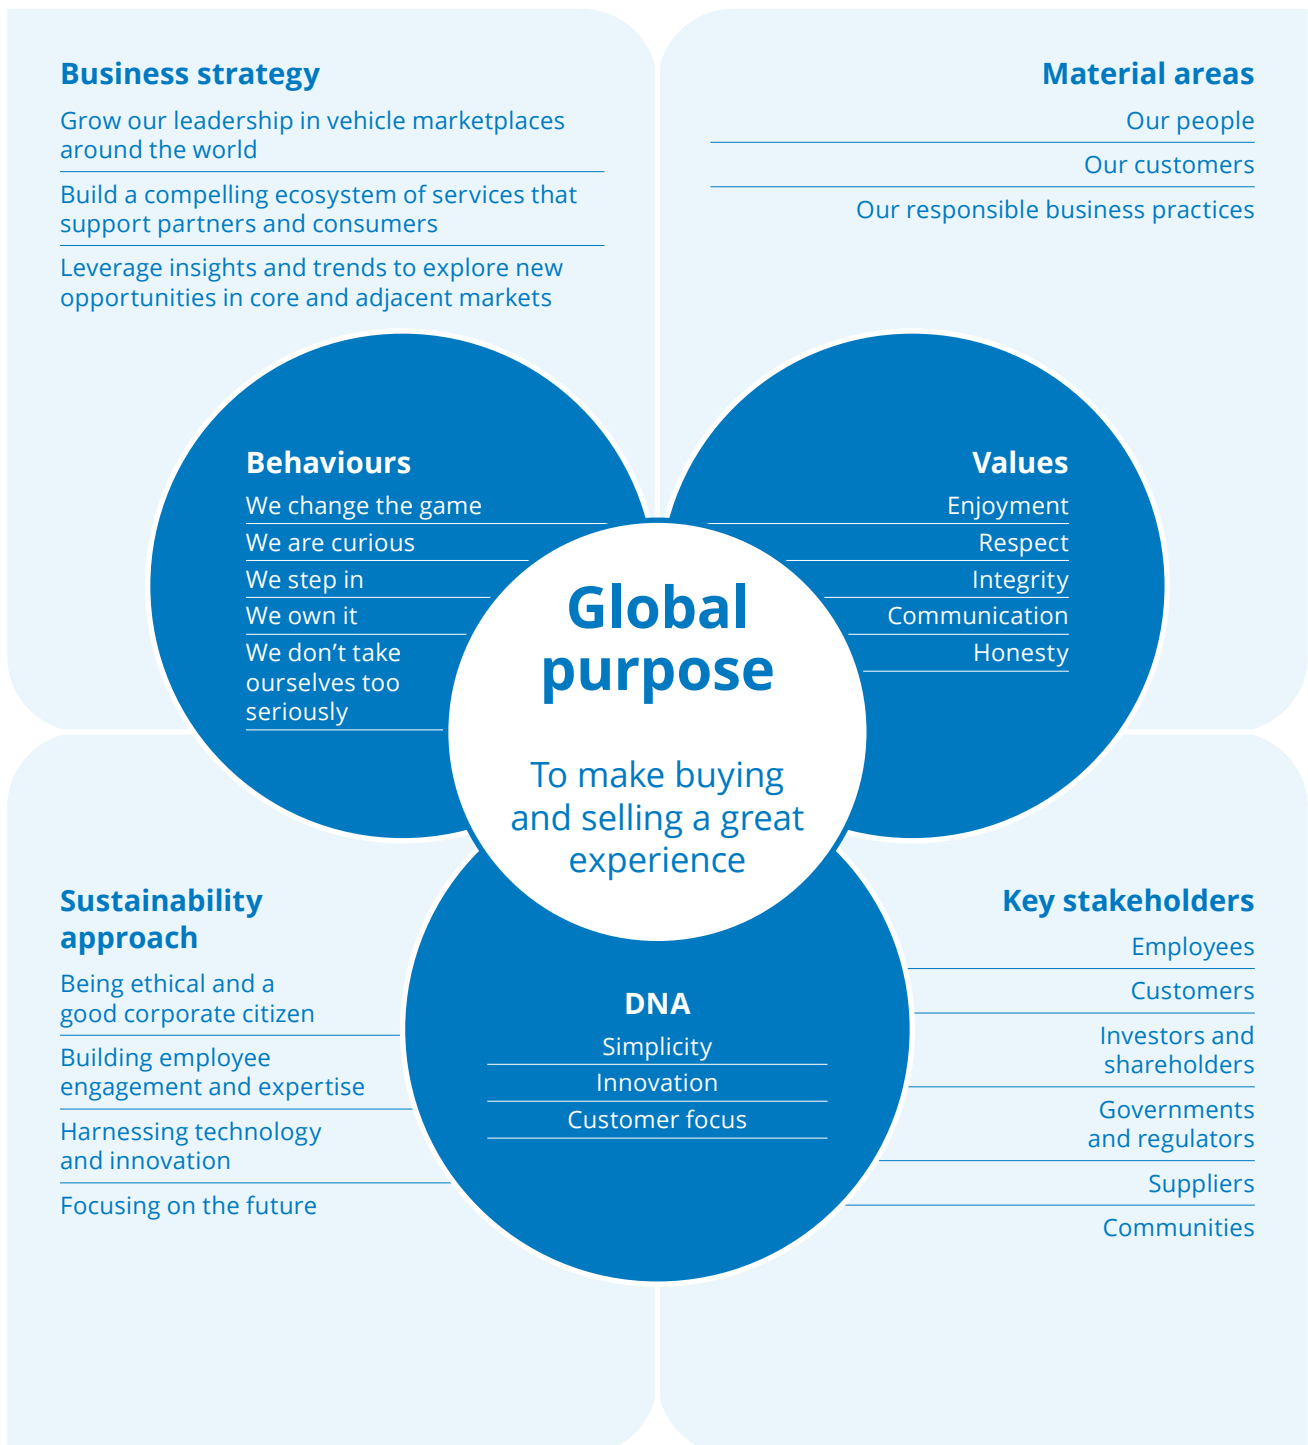 Business strategy
Grow our leadership in vehicle marketplaces
around the world
Build a compelling ecosystem of services that
support partners and consumers
Leverage insights and trends to explore new
opportunities in core and adjacent markets
Material areas
Our people
Our customers
Our responsible business practices
Behaviours
We change the game
We are curious
We step in
We own it
We don’t take
ourselves too
seriously
Values
Enjoyment
Respect
Integrity
Communication
Honesty
Global
purpose
To make buying
and selling a great
experience
Sustainability
approach
Being ethical and a
good corporate citizen
Building employee
engagement and expertise
Harnessing technology
and innovation
Focusing on the future
DNA
Simplicity
Innovation
Customer focus
Key stakeholders
Employees
Customers
Investors and
shareholders
Governments
and regulators
Suppliers
Communities